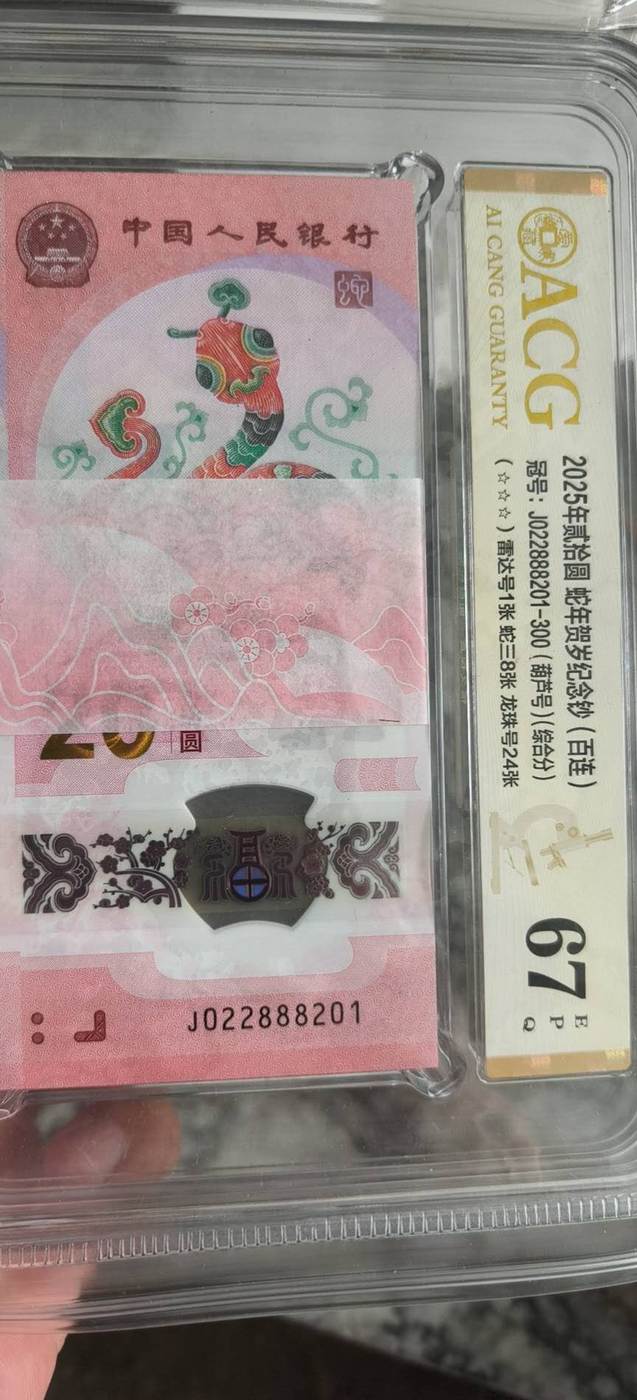 中国人民银行
蛇
20
圆
J022888201
ACG
AI CANG GUARANTY
2025年贰拾圆 蛇年贺岁纪念钞（百连）
冠号：J022888201-300（葫芦号）(综合分)
（☆☆☆）雷达号1张 蛇三8张 龙珠号24张
67
E
P
Q